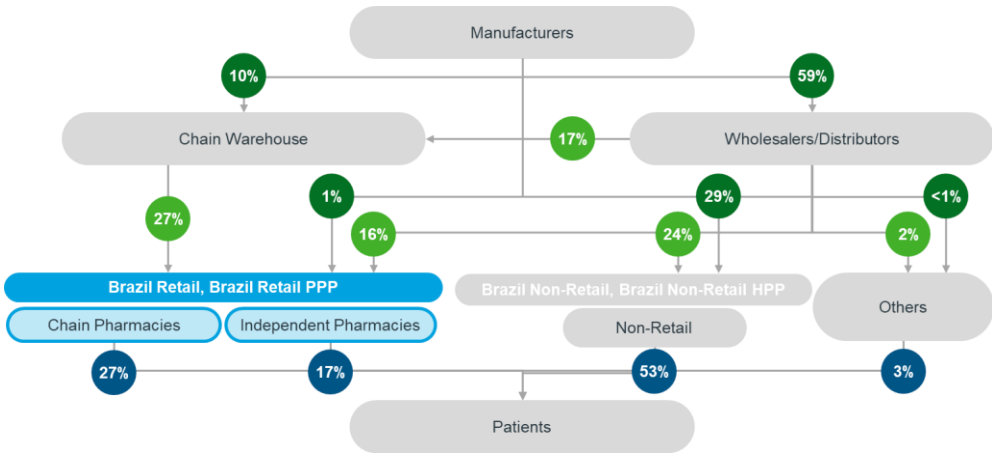 Manufacturers
10%
59%
Chain Warehouse
17%
Wholesalers/Distributors
1%
29%
<1%
27%
16%
24%
2%
Brazil Retail, Brazil Retail PPP
Brazil Non-Retail, Brazil Non-Retail HPP
Others
Chain Pharmacies
Independent Pharmacies
Non-Retail
27%
17%
53%
3%
Patients